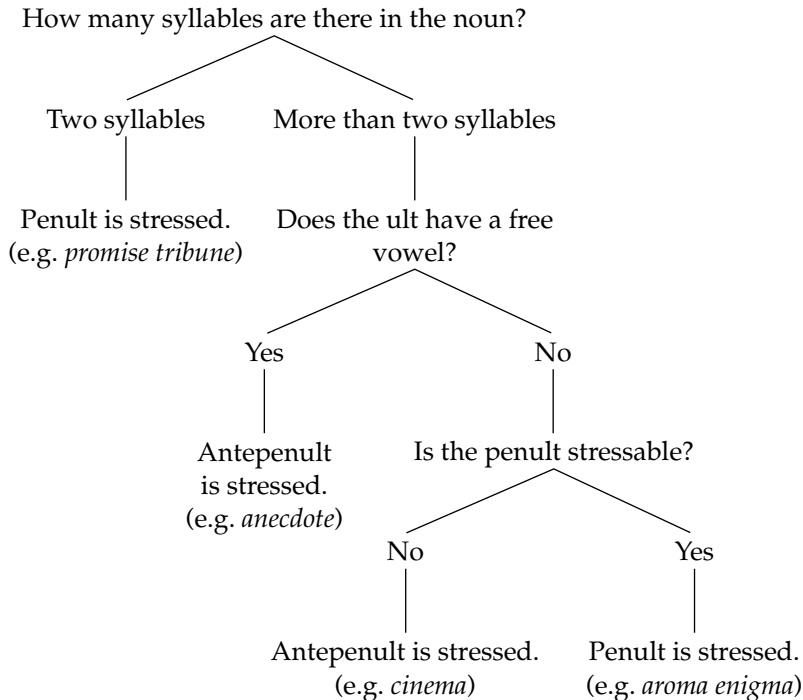 How many syllables are there in the noun?
Two syllables
More than two syllables
Penult is stressed.
(e.g. promise tribune)
Does the ult have a free
vowel?
Yes
No
Antepenult
is stressed.
(e.g. anecdote)
Is the penult stressable?
No
Yes
Antepenult is stressed.
(e.g. cinema)
Penult is stressed.
(e.g. aroma enigma)